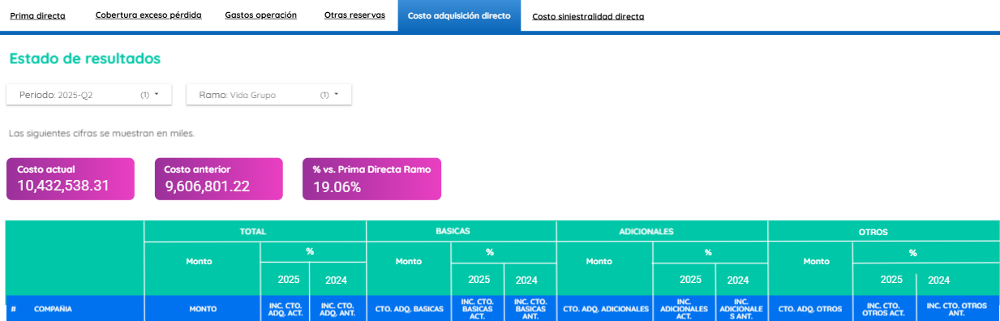 Prima directa Cobertura exceso pérdida Gastos operación Otras reservas Costo adquisición directo Costo siniestralidad directa
Estado de resultados
Periodo: 2025-Q2 (1) Ramo: Vida Grupo (1)
Las siguientes cifras se muestran en miles.
Costo actual Costo anterior % vs. Prima Directa Ramo
10,432,538.31 9,606,801.22 19.06%
TOTAL BASICAS ADICIONALES OTROS
Monto % Monto % Monto % Monto %
2025 2024 2025 2024 2025 2024 2025 2024
# COMPAÑIA MONTO INC. CTO. ADQ, ACT. INC. CTO. ADQ, ANT. CTO. ADQ, BASICAS INC. CTO. BASICAS ACT. INC. CTO. BASICAS ANT. CTO. ADQ, ADICIONALES INC. ADICIONALES ACT. INC. ADICIONALE S ANT. CTO. ADQ, OTROS INC. CTO. OTROS ACT. INC. CTO. OTROS ANT.